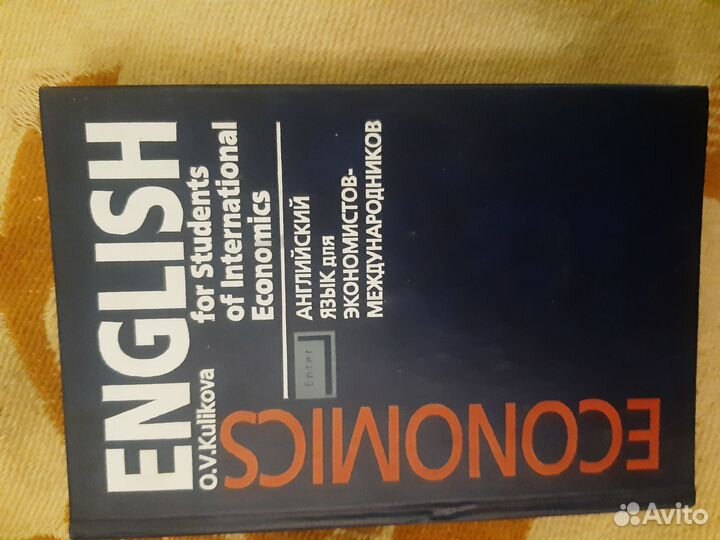 ENGLISH
O.V.Kulikova
for Students
of International
Economics
АНГЛИЙСКИЙ
ЯЗЫК для
ЭКОНОМИСТОВ-
МЕЖДУНАРОДНИКОВ
Enter
ECONOMICS
Avito